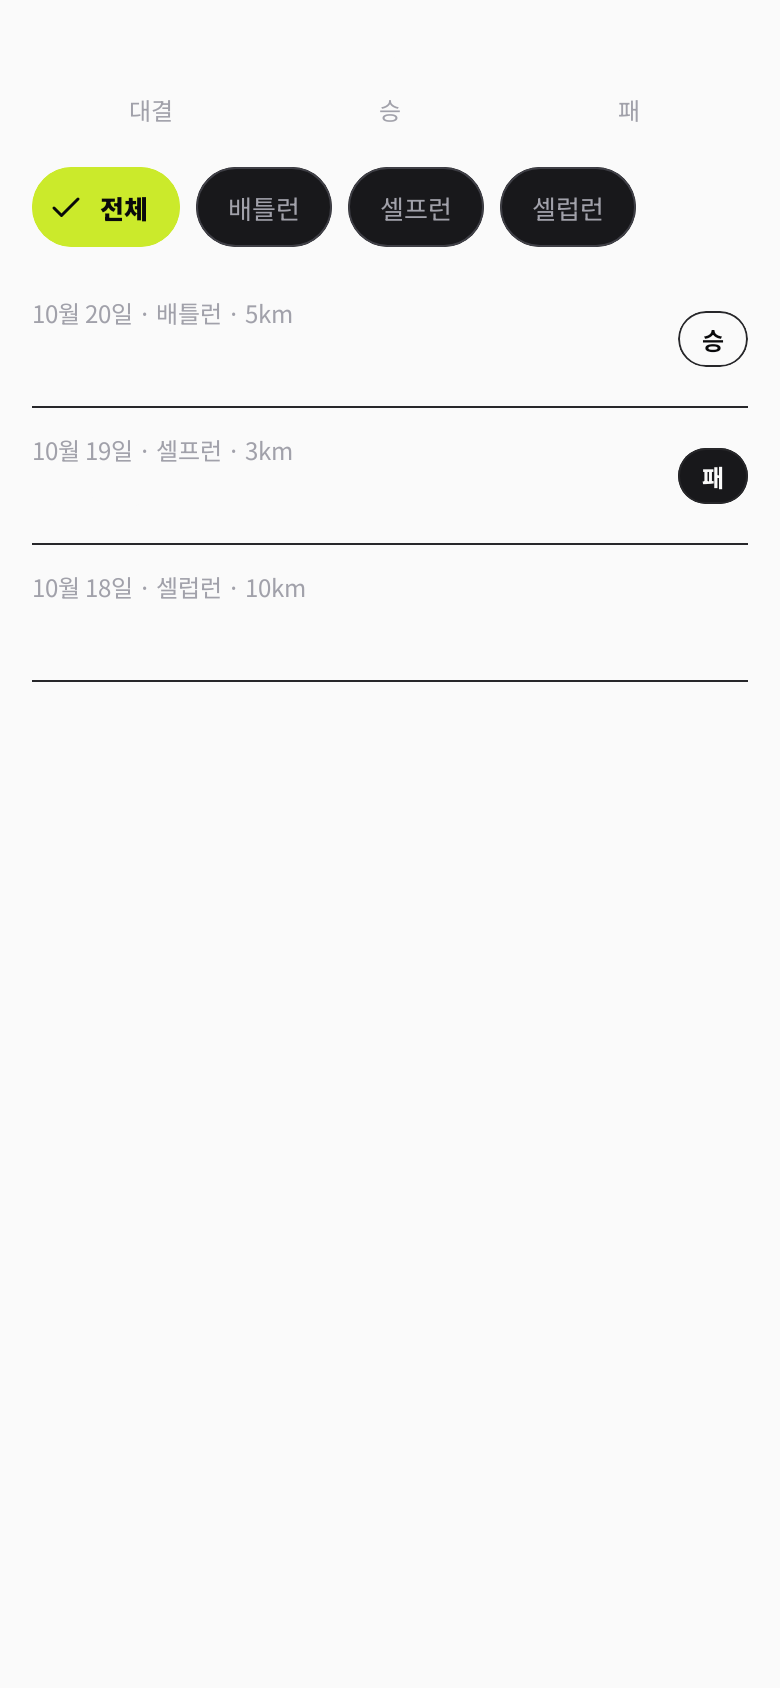 대결 승 패
전체 배틀런 셀프런 셀럽런
10월 20일 · 배틀런 · 5km
승
10월 19일 · 셀프런 · 3km
패
10월 18일 · 셀럽런 · 10km